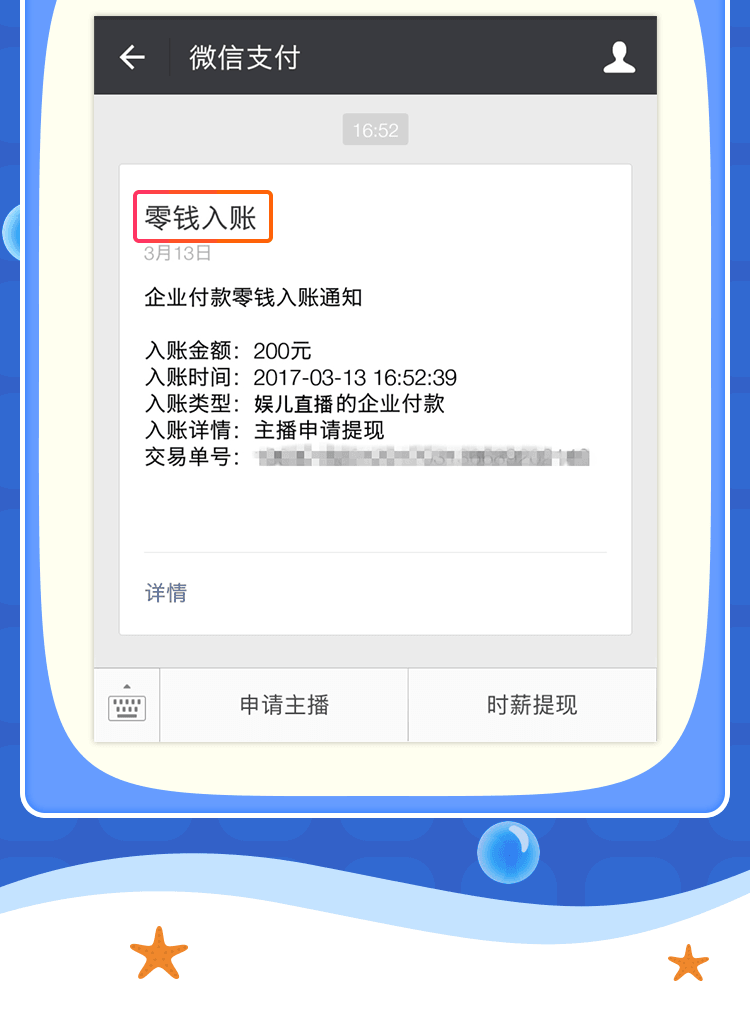 微信支付
16:52
零钱入账
3月13日
企业付款零钱入账通知
入账金额：200元
入账时间：2017-03-13 16:52:39
入账类型：娱儿直播的企业付款
入账详情：主播申请提现
交易单号：
详情
申请主播
时薪提现